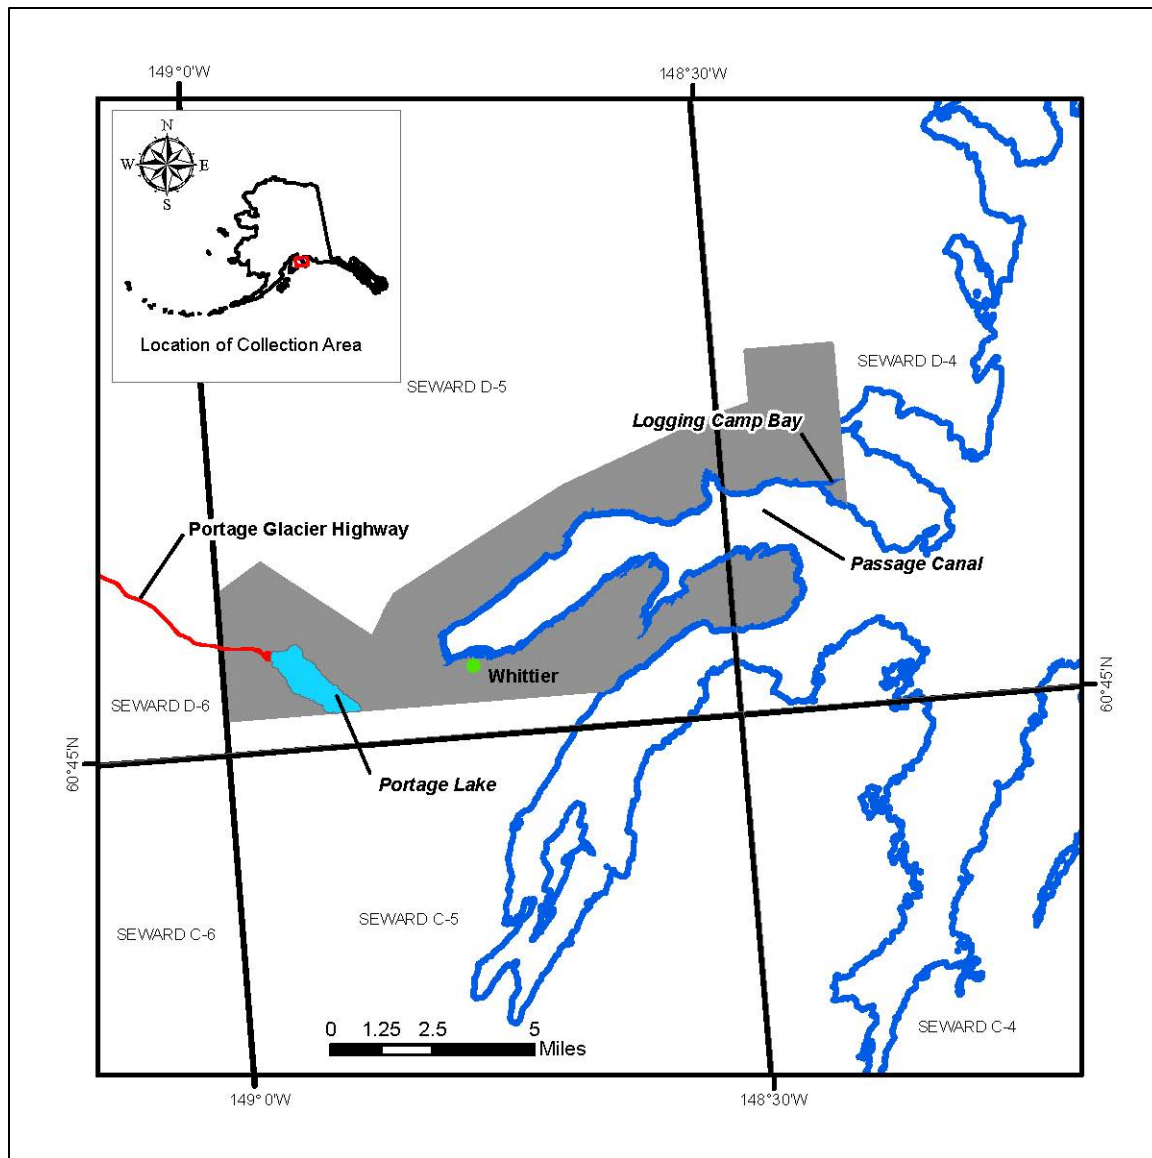 149°0'W
148°30'W
N
W
E
S
Location of Collection Area
SEWARD D-5
SEWARD D-4
Logging Camp Bay
Portage Glacier Highway
Passage Canal
Whittier
60°45'N
SEWARD D-6
60°45'N
Portage Lake
SEWARD C-5
SEWARD C-6
SEWARD C-4
0 1.25 2.5 5
Miles
149°0'W
148°30'W